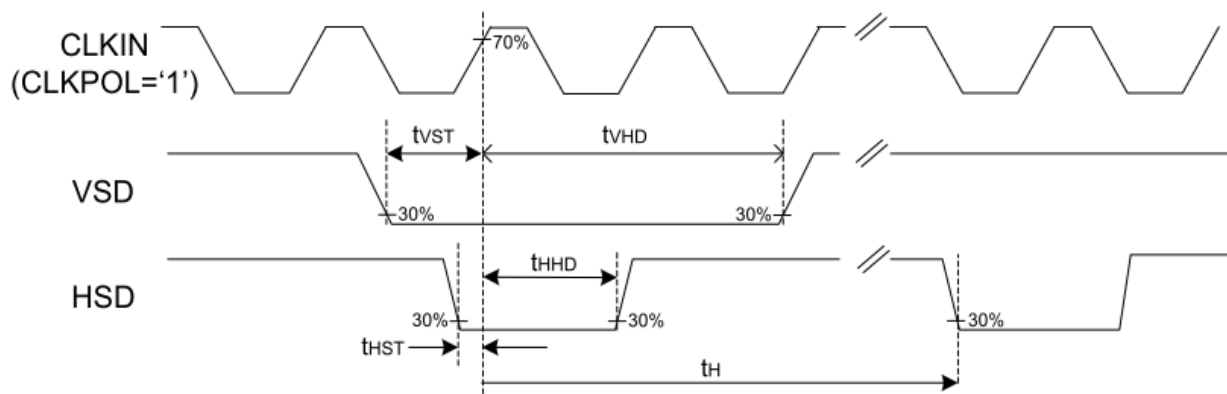 CLKIN
(CLKPOL=‘1’)
70%
tVST
tVHD
VSD
30%
30%
tHHD
HSD
30%
30%
30%
tHST
tH